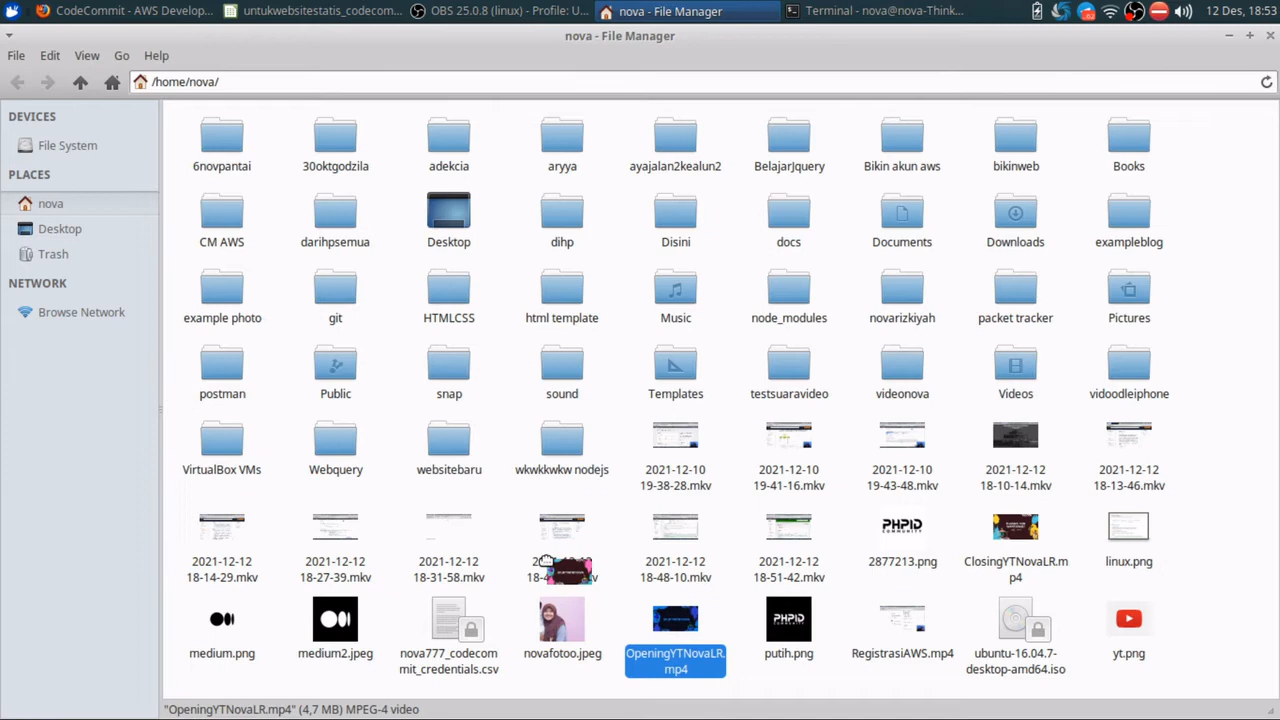 CodeCommit - AWS Develop...
untukwebsitestatis_codecom...
OBS 25.0.8 (linux) - Profile: U...
nova - File Manager
Terminal - nova@nova-Think...
12 Des, 18:53
nova - File Manager
File Edit View Go Help
/home/nova/
DEVICES
File System
PLACES
nova
Desktop
Trash
NETWORK
Browse Network
6novpantai
30oktgodzila
adekcia
aryya
ayajalan2kealun2
BelajarJquery
Bikin akun aws
bikinweb
Books
CM AWS
darihpsemua
Desktop
dihp
Disini
docs
Documents
Downloads
exampleblog
example photo
git
HTMLCSS
html template
Music
node_modules
novarizkiyah
packet tracker
Pictures
postman
Public
snap
sound
Templates
testsuaravideo
videonova
Videos
vidoodleiphone
VirtualBox VMs
Webquery
websitebaru
wkwkkwkw nodejs
2021-12-10
19-38-28.mkv
2021-12-10
19-41-16.mkv
2021-12-10
19-43-48.mkv
2021-12-12
18-10-14.mkv
2021-12-12
18-13-46.mkv
2021-12-12
18-14-29.mkv
2021-12-12
18-27-39.mkv
2021-12-12
18-31-58.mkv
2021-12-12
18-48-10.mkv
2021-12-12
18-51-42.mkv
PHPID
COMMUNITY
2877213.png
ClosingYTNovaLR.m
p4
linux.png
medium.png
medium2.jpeg
nova777_codecom
mit_credentials.csv
novafotoo.jpeg
OpeningYTNovaLR.
mp4
PHPID
COMMUNITY
putih.png
RegistrasiAWS.mp4
ubuntu-16.04.7-
desktop-amd64.iso
yt.png
"OpeningYTNovaLR.mp4" (4,7 MB) MPEG-4 video